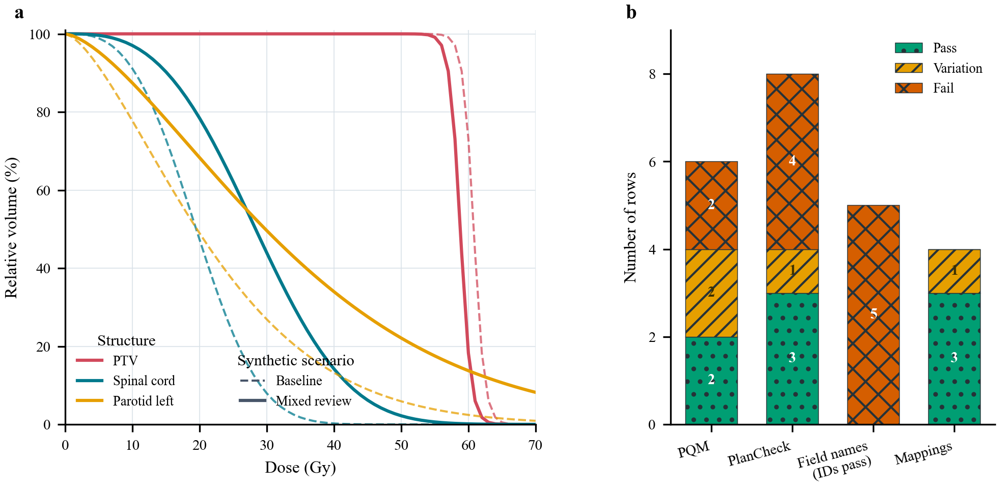 a
100
80
60
40
20
0
Relative volume (%)
0 10 20 30 40 50 60 70
Dose (Gy)
Structure
PTV
Spinal cord
Parotid left
Synthetic scenario
Baseline
Mixed review
b
8
6
4
2
0
Number of rows
Pass
Variation
Fail
2
2
2
4
1
3
5
1
3
PQM
PlanCheck
Field names
(IDs pass)
Mappings